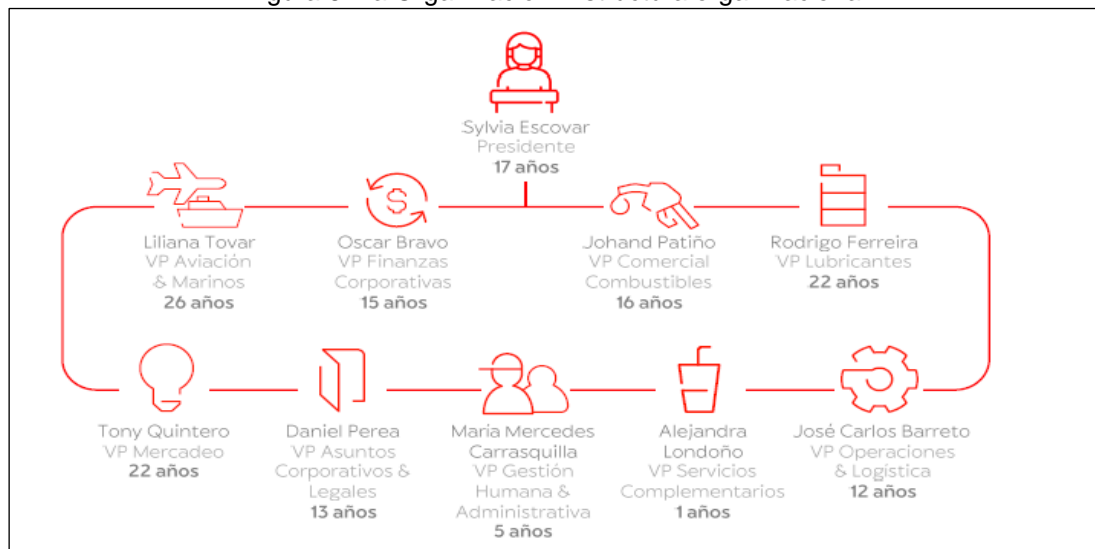 Sylvia Escovar
Presidente
17 años
Liliana Tovar
VP Aviación
& Marinos
26 años
Oscar Bravo
VP Finanzas
Corporativas
15 años
Johand Patiño
VP Comercial
Combustibles
16 años
Rodrigo Ferreira
VP Lubricantes
22 años
Tony Quintero
VP Mercadeo
22 años
Daniel Perea
VP Asuntos
Corporativos &
Legales
13 años
María Mercedes
Carrasquilla
VP Gestión
Humana &
Administrativa
5 años
Alejandra
Londoño
VP Servicios
Complementarios
1 años
José Carlos Barreto
VP Operaciones
& Logística
12 años